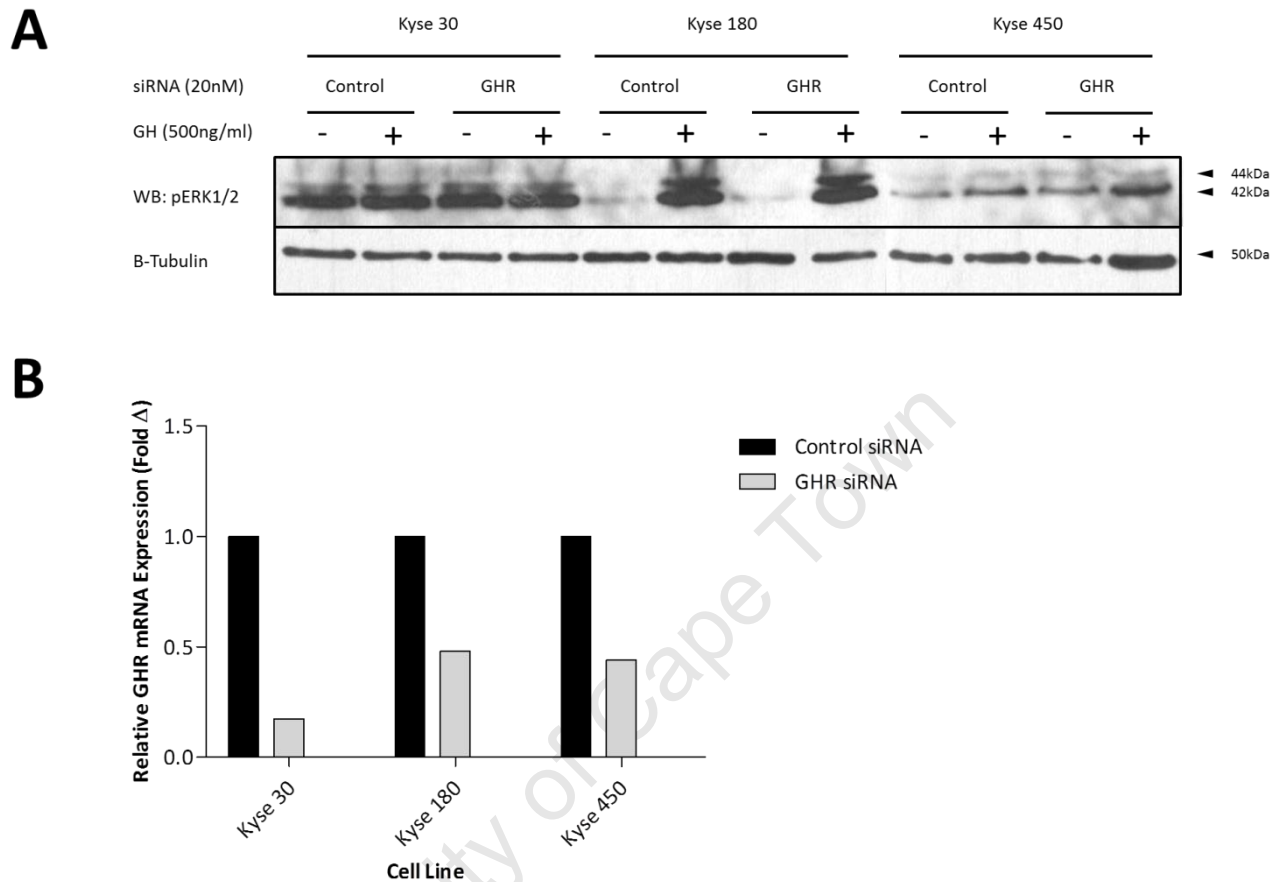 A
Kyse 30 Kyse 180 Kyse 450
siRNA (20nM) Control GHR Control GHR Control GHR
GH (500ng/ml) - + - + - + - + - + - +
WB: pERK1/2
44kDa
42kDa
B-Tubulin 50kDa
B
Relative GHR mRNA Expression (Fold Δ)
1.5
1.0
0.5
0.0
Control siRNA
GHR siRNA
Kyse 30 Kyse 180 Kyse 450
Cell Line
Cape Town